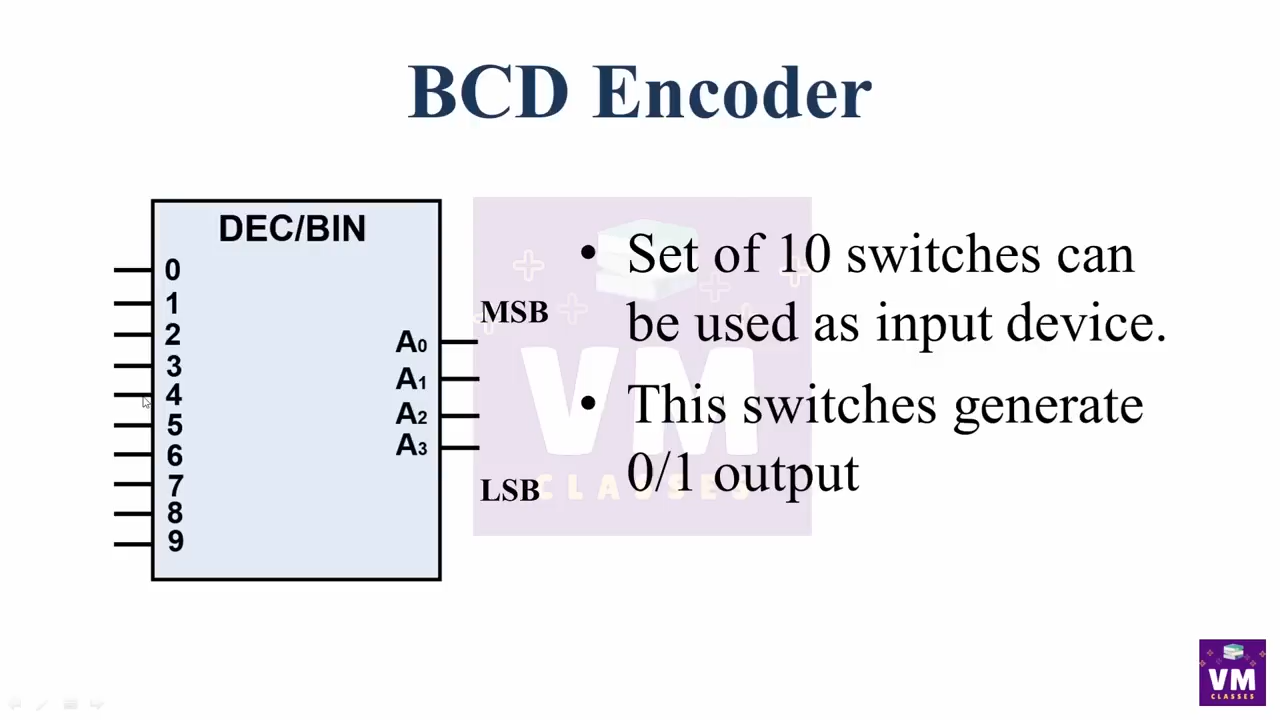 BCD Encoder
DEC/BIN
0
1
2
3
4
5
6
7
8
9
A0
A1
A2
A3
MSB
LSB
• Set of 10 switches can
be used as input device.
• This switches generate
0/1 output
VM
CLASSES
VM
CLASSES